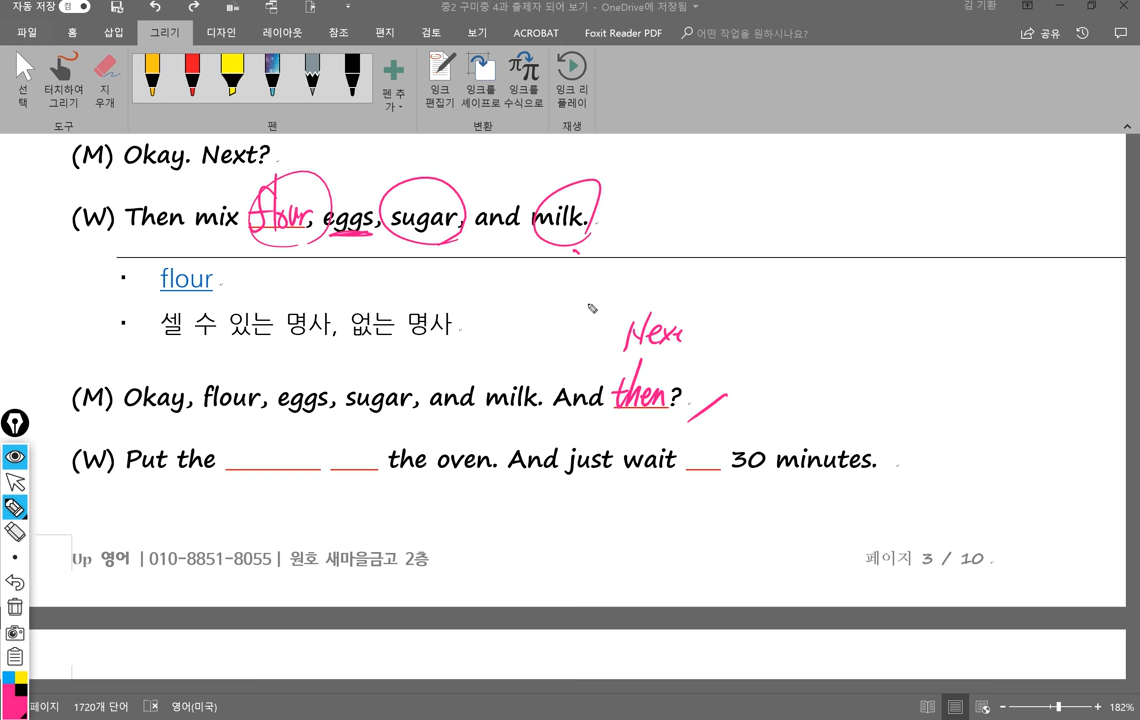 자동 저장 켬 중2 구미중 4과 출제자 되어 보기 - OneDrive에 저장됨 김 기환
파일 홈 삽입 그리기 디자인 레이아웃 참조 편지 검토 보기 ACROBAT Foxit Reader PDF 어떤 작업을 원하시나요? 공유
선택 터치하여 그리기 지우개 펜 추가 잉크 편집기 잉크를 셰이프로 잉크를 수식으로 잉크 리플레이
도구 펜 변환 재생
(M) Okay. Next?
(W) Then mix flour, eggs, sugar, and milk.
· flour
· 셀 수 있는 명사, 없는 명사
Next
(M) Okay, flour, eggs, sugar, and milk. And then?
(W) Put the ______ ___ the oven. And just wait __ 30 minutes.
Up 영어 | 010-8851-8055 | 원호 새마을금고 2층 페이지 3 / 10
페이지 1720개 단어 영어(미국) 182%